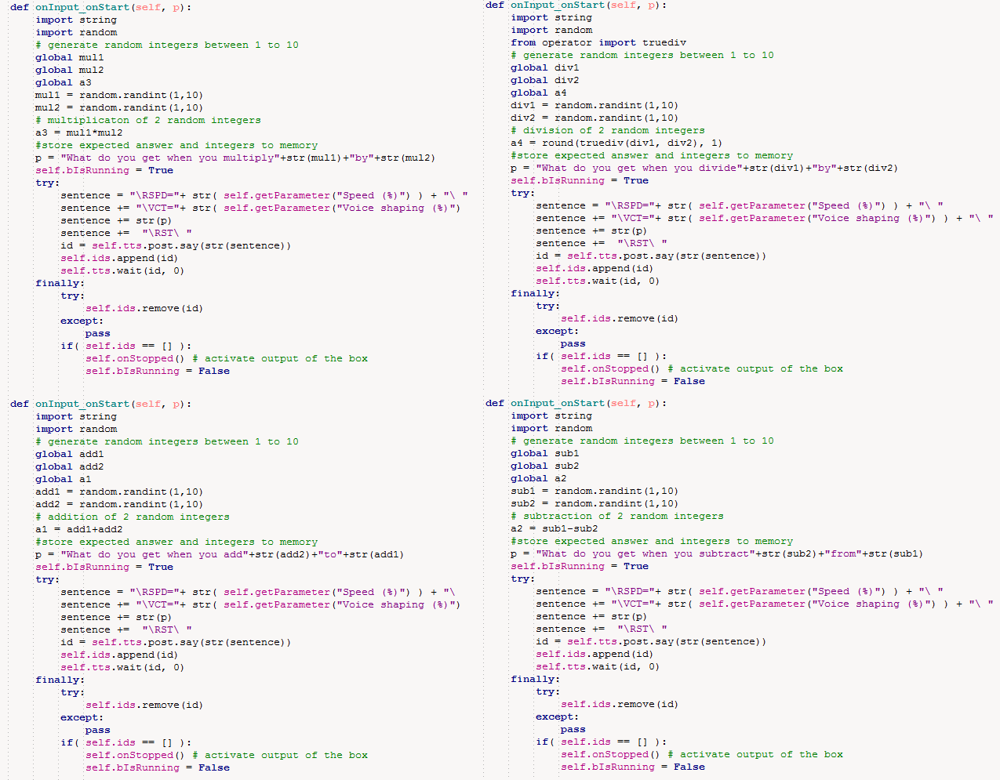 def onInput_onStart(self, p):
    import string
    import random
    # generate random integers between 1 to 10
    global mul1
    global mul2
    global a3
    mul1 = random.randint(1,10)
    mul2 = random.randint(1,10)
    # multiplicaton of 2 random integers
    a3 = mul1*mul2
    #store expected answer and integers to memory
    p = "What do you get when you multiply"+str(mul1)+"by"+str(mul2)
    self.bIsRunning = True
    try:
        sentence = "\RSPD="+ str( self.getParameter("Speed (%)") ) + "\ "
        sentence += "\VCT="+ str( self.getParameter("Voice shaping (%)")
        sentence += str(p)
        sentence +=  "\RST\ "
        id = self.tts.post.say(str(sentence))
        self.ids.append(id)
        self.tts.wait(id, 0)
    finally:
        try:
            self.ids.remove(id)
        except:
            pass
        if( self.ids == [] ):
            self.onStopped() # activate output of the box
            self.bIsRunning = False
def onInput_onStart(self, p):
    import string
    import random
    from operator import truediv
    # generate random integers between 1 to 10
    global div1
    global div2
    global a4
    div1 = random.randint(1,10)
    div2 = random.randint(1,10)
    # division of 2 random integers
    a4 = round(truediv(div1, div2), 1)
    #store expected answer and integers to memory
    p = "What do you get when you divide"+str(div1)+"by"+str(div2)
    self.bIsRunning = True
    try:
        sentence = "\RSPD="+ str( self.getParameter("Speed (%)") ) + "\ "
        sentence += "\VCT="+ str( self.getParameter("Voice shaping (%)") ) + "\ "
        sentence += str(p)
        sentence +=  "\RST\ "
        id = self.tts.post.say(str(sentence))
        self.ids.append(id)
        self.tts.wait(id, 0)
    finally:
        try:
            self.ids.remove(id)
        except:
            pass
        if( self.ids == [] ):
            self.onStopped() # activate output of the box
            self.bIsRunning = False
def onInput_onStart(self, p):
    import string
    import random
    # generate random integers between 1 to 10
    global add1
    global add2
    global a1
    add1 = random.randint(1,10)
    add2 = random.randint(1,10)
    # addition of 2 random integers
    a1 = add1+add2
    #store expected answer and integers to memory
    p = "What do you get when you add"+str(add2)+"to"+str(add1)
    self.bIsRunning = True
    try:
        sentence = "\RSPD="+ str( self.getParameter("Speed (%)") ) + "\
        sentence += "\VCT="+ str( self.getParameter("Voice shaping (%)")
        sentence += str(p)
        sentence +=  "\RST\ "
        id = self.tts.post.say(str(sentence))
        self.ids.append(id)
        self.tts.wait(id, 0)
    finally:
        try:
            self.ids.remove(id)
        except:
            pass
        if( self.ids == [] ):
            self.onStopped() # activate output of the box
            self.bIsRunning = False
def onInput_onStart(self, p):
    import string
    import random
    # generate random integers between 1 to 10
    global sub1
    global sub2
    global a2
    sub1 = random.randint(1,10)
    sub2 = random.randint(1,10)
    # subtraction of 2 random integers
    a2 = sub1-sub2
    #store expected answer and integers to memory
    p = "What do you get when you subtract"+str(sub2)+"from"+str(sub1)
    self.bIsRunning = True
    try:
        sentence = "\RSPD="+ str( self.getParameter("Speed (%)") ) + "\ "
        sentence += "\VCT="+ str( self.getParameter("Voice shaping (%)") ) + "\ "
        sentence += str(p)
        sentence +=  "\RST\ "
        id = self.tts.post.say(str(sentence))
        self.ids.append(id)
        self.tts.wait(id, 0)
    finally:
        try:
            self.ids.remove(id)
        except:
            pass
        if( self.ids == [] ):
            self.onStopped() # activate output of the box
            self.bIsRunning = False